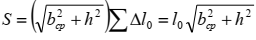 S = (√(b_{ср}^2 + h^2)) ∑ Δl_0 = l_0 √(b_{ср}^2 + h^2)